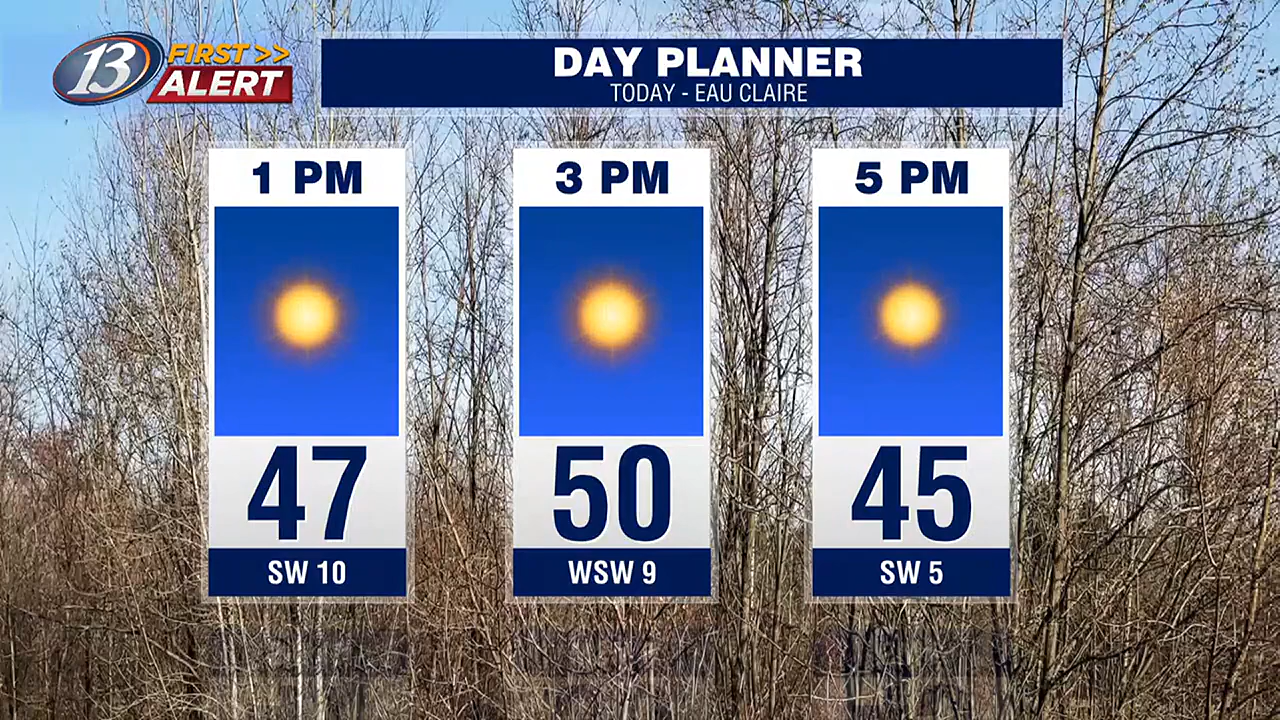 13 FIRST >>
ALERT
DAY PLANNER
TODAY - EAU CLAIRE
1 PM
47
SW 10
3 PM
50
WSW 9
5 PM
45
SW 5